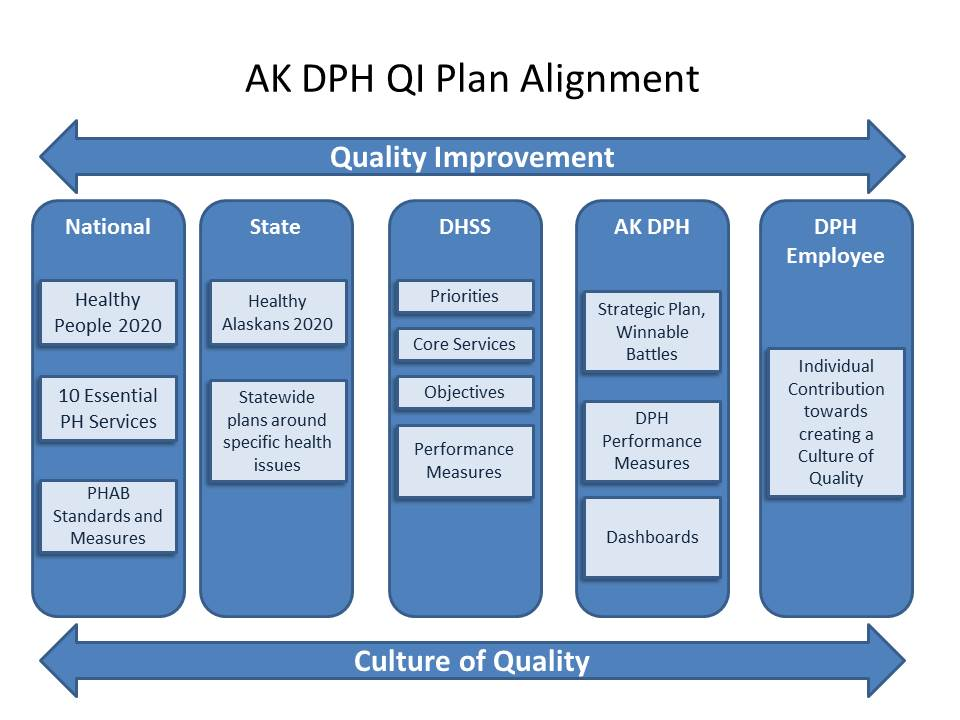 AK DPH QI Plan Alignment
Quality Improvement
National
Healthy
People 2020
10 Essential
PH Services
PHAB
Standards and
Measures
State
Healthy
Alaskans 2020
Statewide
plans around
specific health
issues
DHSS
Priorities
Core Services
Objectives
Performance
Measures
AK DPH
Strategic Plan,
Winnable
Battles
DPH
Performance
Measures
Dashboards
DPH
Employee
Individual
Contribution
towards
creating a
Culture of
Quality
Culture of Quality